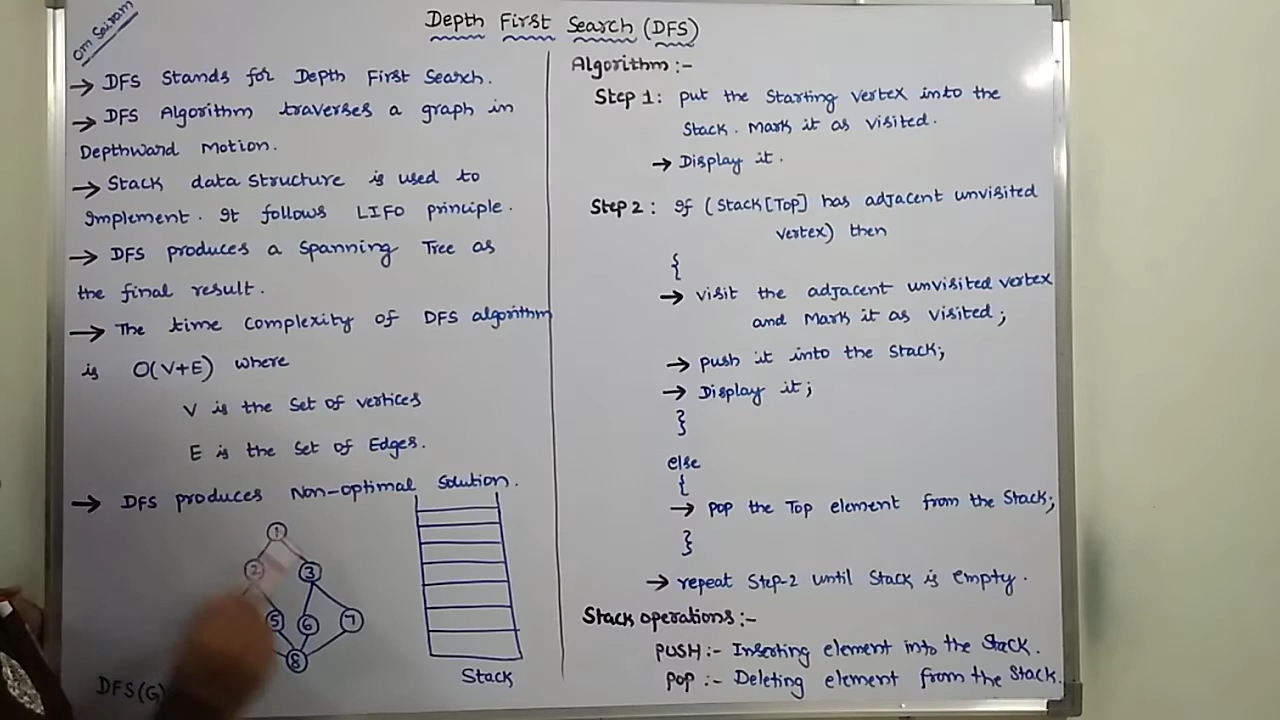 Om Sairam
Depth First Search (DFS)
→ DFS Stands for Depth First Search.
→ DFS Algorithm traverses a graph in
Depthward Motion.
→ Stack data structure is used to
Implement. It follows LIFO principle.
→ DFS produces a Spanning Tree as
the final result.
→ The time complexity of DFS algorithm
is O(V+E) where
V is the set of vertices
E is the set of Edges.
→ DFS produces Non-optimal Solution.
1
2 3
5 6 7
8
Stack
DFS(G)
Algorithm :-
Step 1: put the starting vertex into the
Stack. Mark it as visited.
→ Display it.
Step 2: If (Stack[Top] has adjacent unvisited
vertex) then
{
→ visit the adjacent unvisited vertex
and Mark it as visited;
→ push it into the stack;
→ Display it;
}
else
{
→ pop the Top element from the stack;
}
→ repeat Step-2 until stack is empty.
Stack operations :-
PUSH :- Inserting element into the stack.
POP :- Deleting element from the stack.